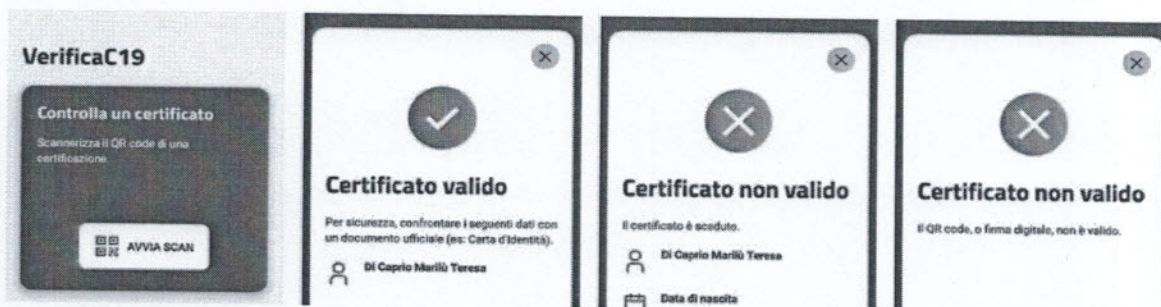 VerificaC19
Controlla un certificato
Scannerizza il QR code di una
certificazione.
AVVIA SCAN
Certificato valido
Per sicurezza, confrontare i seguenti dati con
un documento ufficiale (es: Carta d'Identità).
Di Caprio Marilù Teresa
Certificato non valido
Il certificato è scaduto.
Di Caprio Marilù Teresa
Data di nascita
Certificato non valido
Il QR code, o firma digitale, non è valido.